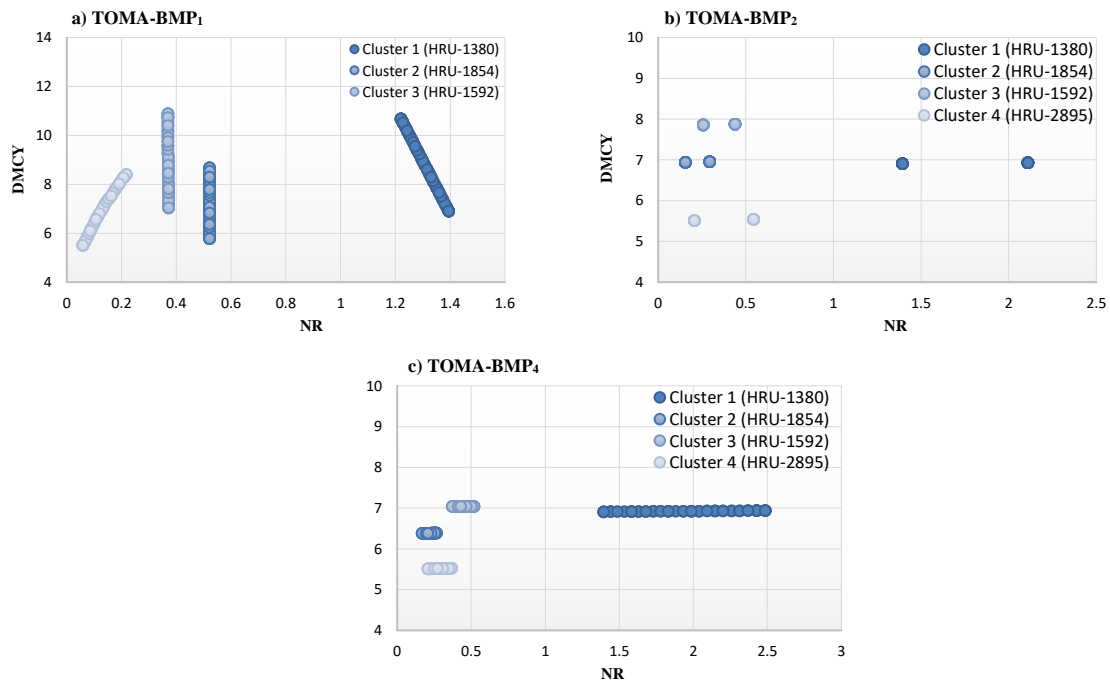 a) TOMA-BMP1
14
12
10
8
6
4
DMCY
0
0.2
0.4
0.6
0.8
1
1.2
1.4
1.6
NR
Cluster 1 (HRU-1380)
Cluster 2 (HRU-1854)
Cluster 3 (HRU-1592)
b) TOMA-BMP2
10
9
8
7
6
5
4
DMCY
0
0.5
1
1.5
2
2.5
NR
Cluster 1 (HRU-1380)
Cluster 2 (HRU-1854)
Cluster 3 (HRU-1592)
Cluster 4 (HRU-2895)
c) TOMA-BMP4
10
9
8
7
6
5
4
DMCY
0
0.5
1
1.5
2
2.5
3
NR
Cluster 1 (HRU-1380)
Cluster 2 (HRU-1854)
Cluster 3 (HRU-1592)
Cluster 4 (HRU-2895)